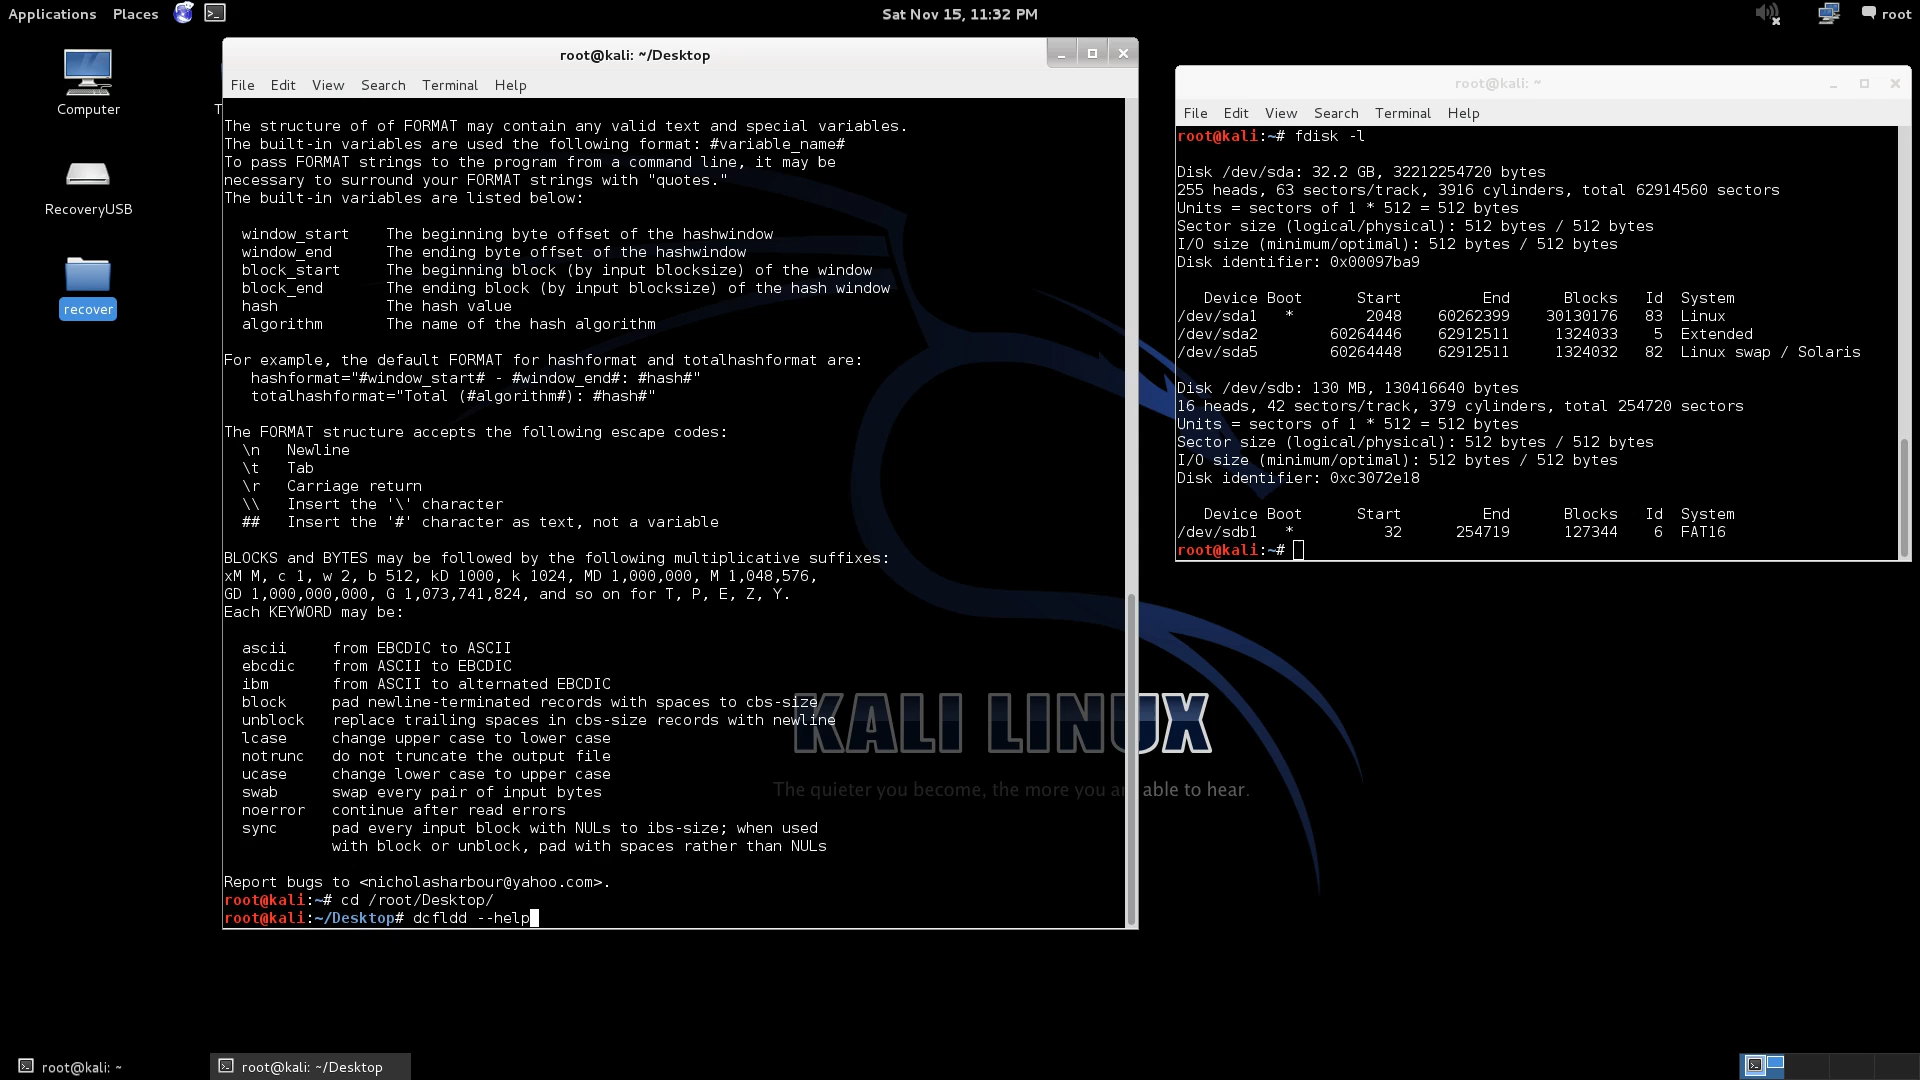 Applications Places
Sat Nov 15, 11:32 PM
root
Computer
RecoveryUSB
recover
T
root@kali: ~/Desktop
File Edit View Search Terminal Help
The structure of of FORMAT may contain any valid text and special variables.
The built-in variables are used the following format: #variable_name#
To pass FORMAT strings to the program from a command line, it may be
necessary to surround your FORMAT strings with "quotes."
The built-in variables are listed below:
window_start    The beginning byte offset of the hashwindow
window_end      The ending byte offset of the hashwindow
block_start     The beginning block (by input blocksize) of the window
block_end       The ending block (by input blocksize) of the hash window
hash            The hash value
algorithm       The name of the hash algorithm
For example, the default FORMAT for hashformat and totalhashformat are:
hashformat="#window_start# - #window_end#: #hash#"
totalhashformat="Total (#algorithm#): #hash#"
The FORMAT structure accepts the following escape codes:
\n   Newline
\t   Tab
\r   Carriage return
\\   Insert the '\' character
##   Insert the '#' character as text, not a variable
BLOCKS and BYTES may be followed by the following multiplicative suffixes:
xM M, c 1, w 2, b 512, kD 1000, k 1024, MD 1,000,000, M 1,048,576,
GD 1,000,000,000, G 1,073,741,824, and so on for T, P, E, Z, Y.
Each KEYWORD may be:
ascii     from EBCDIC to ASCII
ebcdic    from ASCII to EBCDIC
ibm       from ASCII to alternated EBCDIC
block     pad newline-terminated records with spaces to cbs-size
unblock   replace trailing spaces in cbs-size records with newline
lcase     change upper case to lower case
notrunc   do not truncate the output file
ucase     change lower case to upper case
swab      swap every pair of input bytes
noerror   continue after read errors
sync      pad every input block with NULs to ibs-size; when used
with block or unblock, pad with spaces rather than NULs
Report bugs to <nicholasharbour@yahoo.com>.
root@kali:~# cd /root/Desktop/
root@kali:~/Desktop# dcfldd --help
root@kali: ~
File Edit View Search Terminal Help
root@kali:~# fdisk -l
Disk /dev/sda: 32.2 GB, 32212254720 bytes
255 heads, 63 sectors/track, 3916 cylinders, total 62914560 sectors
Units = sectors of 1 * 512 = 512 bytes
Sector size (logical/physical): 512 bytes / 512 bytes
I/O size (minimum/optimal): 512 bytes / 512 bytes
Disk identifier: 0x00097ba9
Device Boot      Start         End      Blocks   Id  System
/dev/sda1   *        2048    60262399    30130176   83  Linux
/dev/sda2        60264446    62912511     1324033    5  Extended
/dev/sda5        60264448    62912511     1324032   82  Linux swap / Solaris
Disk /dev/sdb: 130 MB, 130416640 bytes
16 heads, 42 sectors/track, 379 cylinders, total 254720 sectors
Units = sectors of 1 * 512 = 512 bytes
Sector size (logical/physical): 512 bytes / 512 bytes
I/O size (minimum/optimal): 512 bytes / 512 bytes
Disk identifier: 0xc3072e18
Device Boot      Start         End      Blocks   Id  System
/dev/sdb1   *          32      254719      127344    6  FAT16
root@kali:~#
KALI LINUX
The quieter you become, the more you are able to hear.
root@kali: ~
root@kali: ~/Desktop